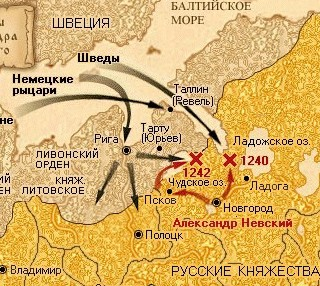 ШВЕЦИЯ
БАЛТИЙСКОЕ
МОРЕ
Шведы
Немецкие
рыцари
Таллин
(Ревель)
Рига
Тарту
(Юрьев)
Ладожское оз.
1240
ЛИВОНСКИЙ
ОРДЕН
1242
Чудское оз.
КНЯЖ.
ЛИТОВСКОЕ
Ладога
Псков
Новгород
Александр Невский
Полоцк
Владимир
РУССКИЕ КНЯЖЕСТВА